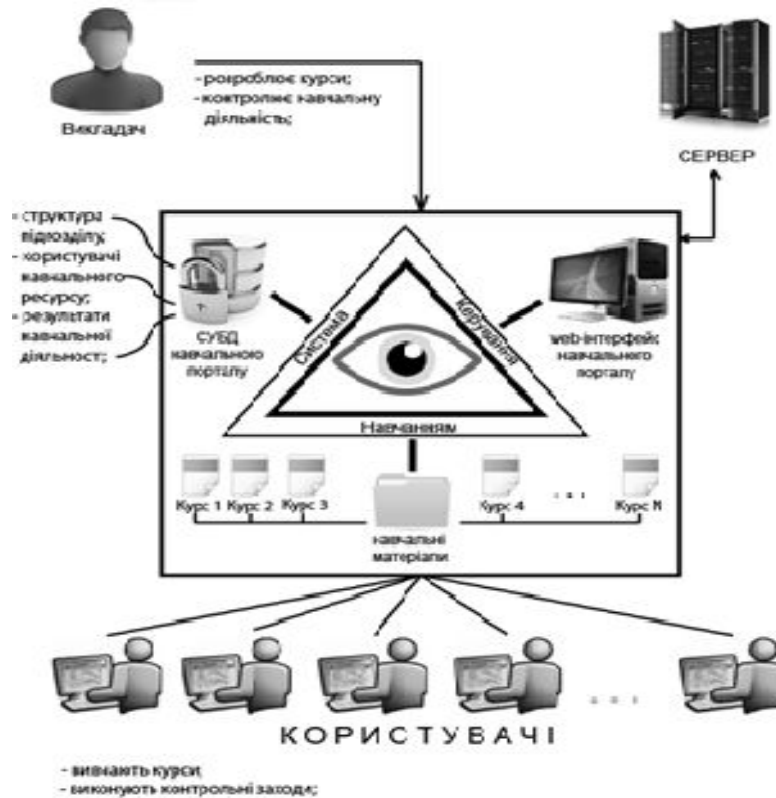 - розробляє курси;
- контролює навчальну
діяльність;
Викладач
СЕРВЕР
- структура
підрозділу;
- користувачі
навчального
ресурсу;
- результати
навчальної
діяльност;
СУБД
навчального
порталу
Система
Керування
Навчанням
web-інтерфейс
навчального
порталу
Курс 1 Курс 2 Курс 3 Курс 4 . . . Курс N
навчальні
матеріали
. . .
КОРИСТУВАЧІ
- вивчають курси
- виконують контрольні заходи;